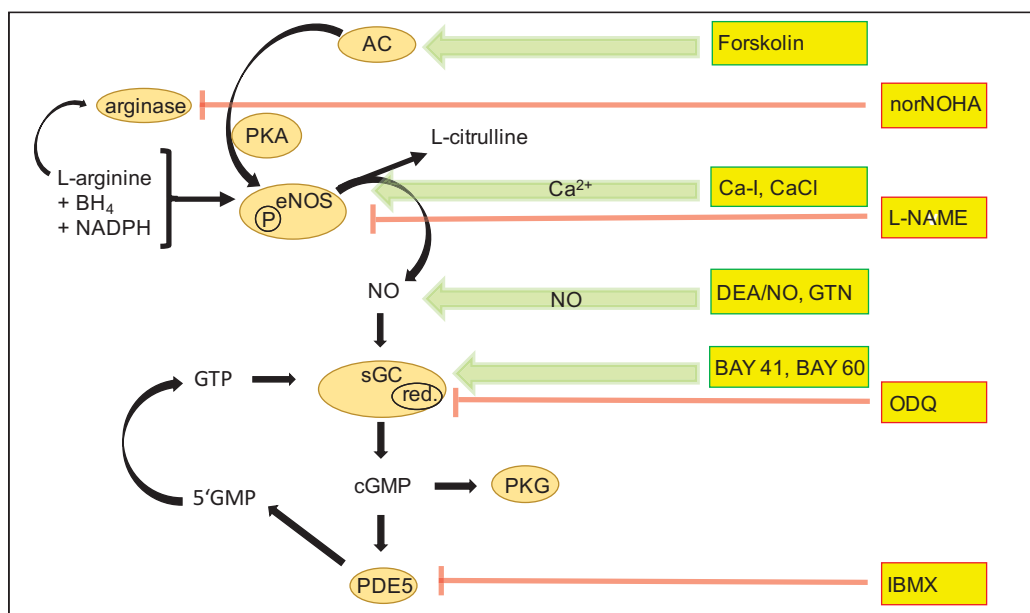 AC
Forskolin
arginase
norNOHA
PKA
L-citrulline
L-arginine
+ BH₄
+ NADPH
eNOS
P
Ca²⁺
Ca-I, CaCl
L-NAME
NO
NO
DEA/NO, GTN
GTP
sGC
red.
BAY 41, BAY 60
ODQ
5‘GMP
cGMP
PKG
PDE5
IBMX